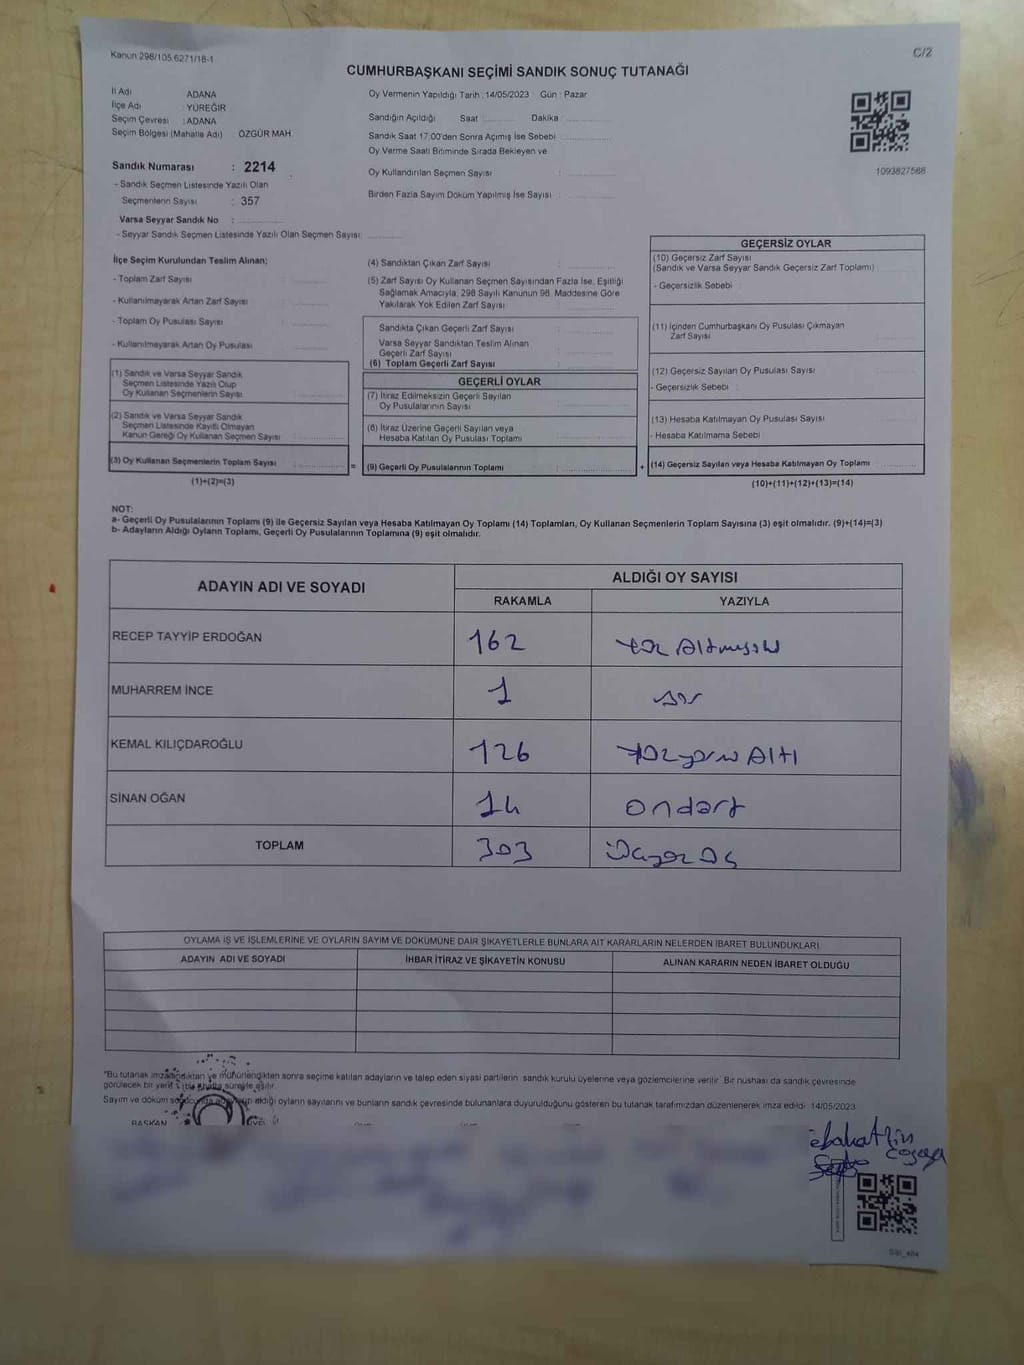 Kanun 298/105 6271/18-1
C/2
CUMHURBAŞKANI SEÇİMİ SANDIK SONUÇ TUTANAĞI
İl Adı ADANA
İlçe Adı YÜREĞİR
Seçim Çevresi : ADANA
Seçim Bölgesi (Mahalle Adı) : ÖZGÜR MAH.
Sandık Numarası : 2214
- Sandık Seçmen Listesinde Yazılı Olan
Seçmenlerin Sayısı : 357
Varsa Seyyar Sandık No :
- Seyyar Sandık Seçmen Listesinde Yazılı Olan Seçmen Sayısı:
Oy Vermenin Yapıldığı Tarih :14/05/2023 Gün : Pazar
Sandığın Açıldığı Saat : Dakika :
Sandık Saat 17:00'den Sonra Açılmış İse Sebebi :
Oy Verme Saati Bitiminde Sırada Bekleyen ve
Oy Kullandırılan Seçmen Sayısı :
Birden Fazla Sayım Döküm Yapılmış İse Sayısı :
1093827586
İlçe Seçim Kurulundan Teslim Alınan;
- Toplam Zarf Sayısı :
- Kullanılmayarak Artan Zarf Sayısı :
- Toplam Oy Pusulası Sayısı :
- Kullanılmayarak Artan Oy Pusulası :
(4) Sandıktan Çıkan Zarf Sayısı :
(5) Zarf Sayısı Oy Kullanan Seçmen Sayısından Fazla İse, Eşitliği
Sağlamak Amacıyla, 298 Sayılı Kanunun 98. Maddesine Göre
Yakılarak Yok Edilen Zarf Sayısı :
Sandıkta Çıkan Geçerli Zarf Sayısı :
Varsa Seyyar Sandıktan Teslim Alınan
Geçerli Zarf Sayısı :
(6) Toplam Geçerli Zarf Sayısı :
GEÇERSİZ OYLAR
(10) Geçersiz Zarf Sayısı
(Sandık ve Varsa Seyyar Sandık Geçersiz Zarf Toplamı) :
- Geçersizlik Sebebi :
(11) İçinden Cumhurbaşkanı Oy Pusulası Çıkmayan
Zarf Sayısı :
(12) Geçersiz Sayılan Oy Pusulası Sayısı :
- Geçersizlik Sebebi :
(13) Hesaba Katılmayan Oy Pusulası Sayısı :
- Hesaba Katılmama Sebebi :
(14) Geçersiz Sayılan veya Hesaba Katılmayan Oy Toplamı :
(10)+(11)+(12)+(13)=(14)
(1) Sandık ve Varsa Seyyar Sandık
Seçmen Listesinde Yazılı Olup
Oy Kullanan Seçmenlerin Sayısı :
(2) Sandık ve Varsa Seyyar Sandık
Seçmen Listesinde Kayıtlı Olmayan
Kanun Gereği Oy Kullanan Seçmen Sayısı :
(3) Oy Kullanan Seçmenlerin Toplam Sayısı :
(1)+(2)=(3)
=
GEÇERLİ OYLAR
(7) İtiraz Edilmeksizin Geçerli Sayılan
Oy Pusulalarının Sayısı :
(8) İtiraz Üzerine Geçerli Sayılan veya
Hesaba Katılan Oy Pusulası Toplamı :
(9) Geçerli Oy Pusulalarının Toplamı :
+
NOT:
a- Geçerli Oy Pusulalarının Toplamı (9) ile Geçersiz Sayılan veya Hesaba Katılmayan Oy Toplamı (14) Toplamları, Oy Kullanan Seçmenlerin Toplam Sayısına (3) eşit olmalıdır. (9)+(14)=(3)
b- Adayların Aldığı Oyların Toplamı, Geçerli Oy Pusulalarının Toplamına (9) eşit olmalıdır.
ADAYIN ADI VE SOYADI
ALDIĞI OY SAYISI
RAKAMLA YAZIYLA
RECEP TAYYİP ERDOĞAN 162 yüz Altmışiki
MUHARREM İNCE 1 bir
KEMAL KILIÇDAROĞLU 126 yüzyirmi Altı
SİNAN OĞAN 14 ondört
TOPLAM 303 üçyüz üç
OYLAMA İŞ VE İŞLEMLERİNE VE OYLARIN SAYIM VE DÖKÜMÜNE DAİR ŞİKAYETLERLE BUNLARA AİT KARARLARIN NELERDEN İBARET BULUNDUKLARI
ADAYIN ADI VE SOYADI İHBAR İTİRAZ VE ŞİKAYETİN KONUSU ALINAN KARARIN NEDEN İBARET OLDUĞU
*Bu tutanak imzalandıktan ve mühürlendikten sonra seçime katılan adayların ve talep eden siyasi partilerin sandık kurulu üyelerine veya gözlemcilerine verilir. Bir nüshası da sandık çevresinde
görülecek bir yere 1 hafta süreyle asılır.
Sayım ve döküm sonucunda adayların aldığı oyların sayılarını ve bunların sandık çevresinde bulunanlara duyurulduğunu gösteren bu tutanak tarafımızdan düzenlenerek imza edildi. 14/05/2023
BAŞKAN